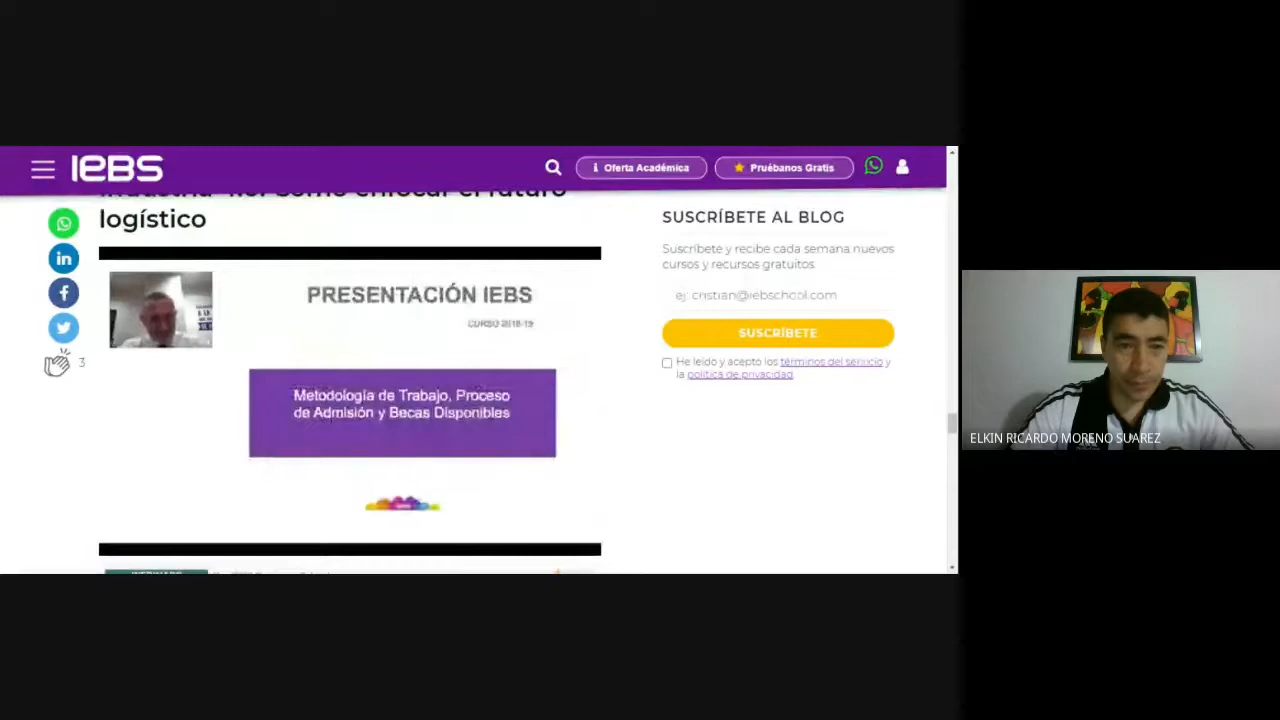 IEBS
Oferta Académica
Pruébanos Gratis
logístico
PRESENTACIÓN IEBS
CURSO 2018-19
Metodología de Trabajo, Proceso
de Admisión y Becas Disponibles
3
SUSCRÍBETE AL BLOG
Suscríbete y recibe cada semana nuevos
cursos y recursos gratuitos
ej: cristian@iebschool.com
SUSCRÍBETE
He leído y acepto los términos del servicio y
la política de privacidad
ELKIN RICARDO MORENO SUAREZ